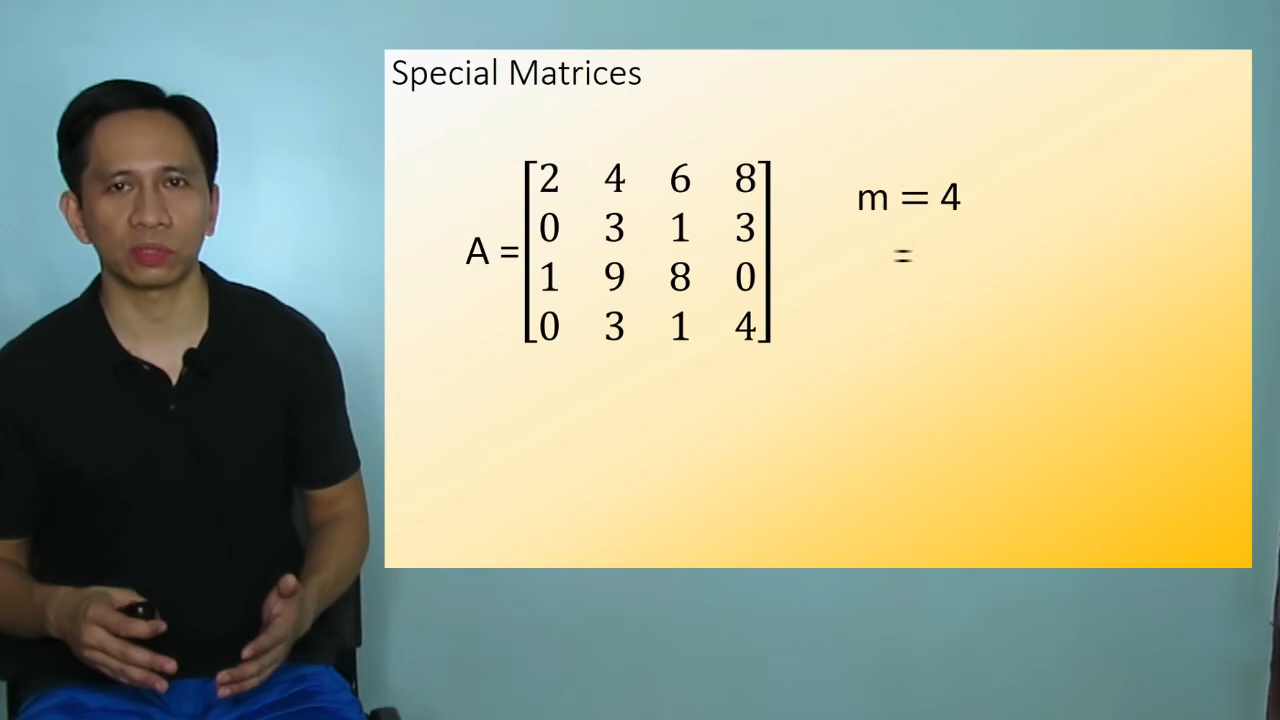 Special Matrices
A = [2 4 6 8
0 3 1 3
1 9 8 0
0 3 1 4]
m = 4
=